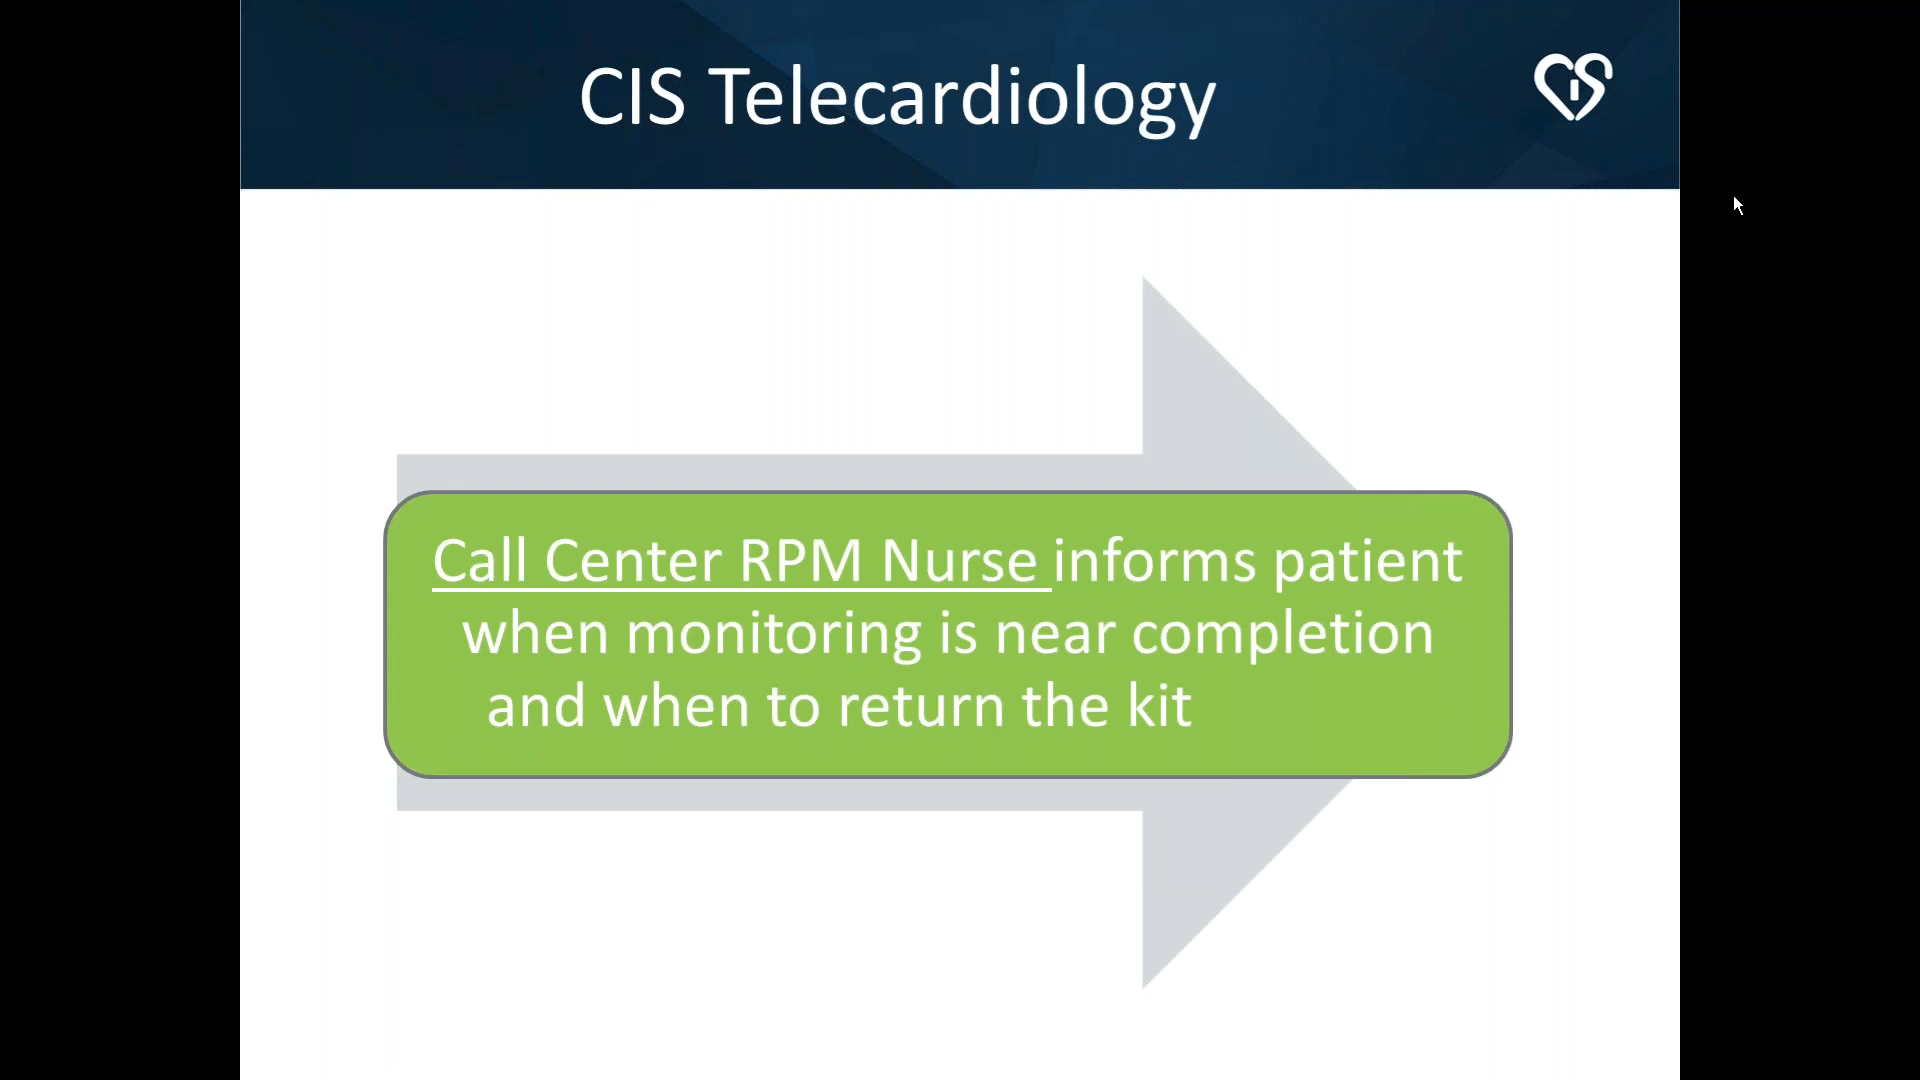 CIS Telecardiology
CIS
Call Center RPM Nurse informs patient
when monitoring is near completion
and when to return the kit